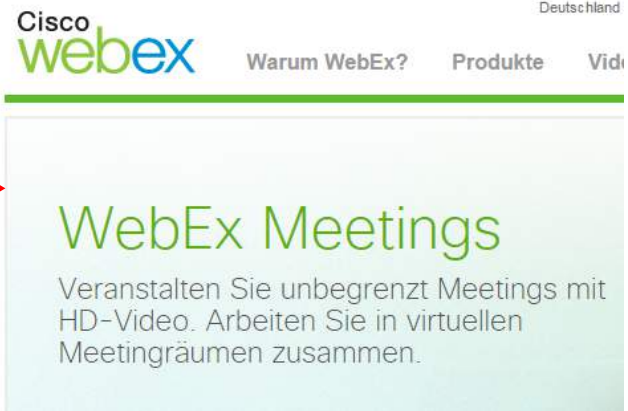 Deutschland
Cisco
webex
Warum WebEx? Produkte
WebEx Meetings
Veranstalten Sie unbegrenzt Meetings mit
HD-Video. Arbeiten Sie in virtuellen
Meetingräumen zusammen.